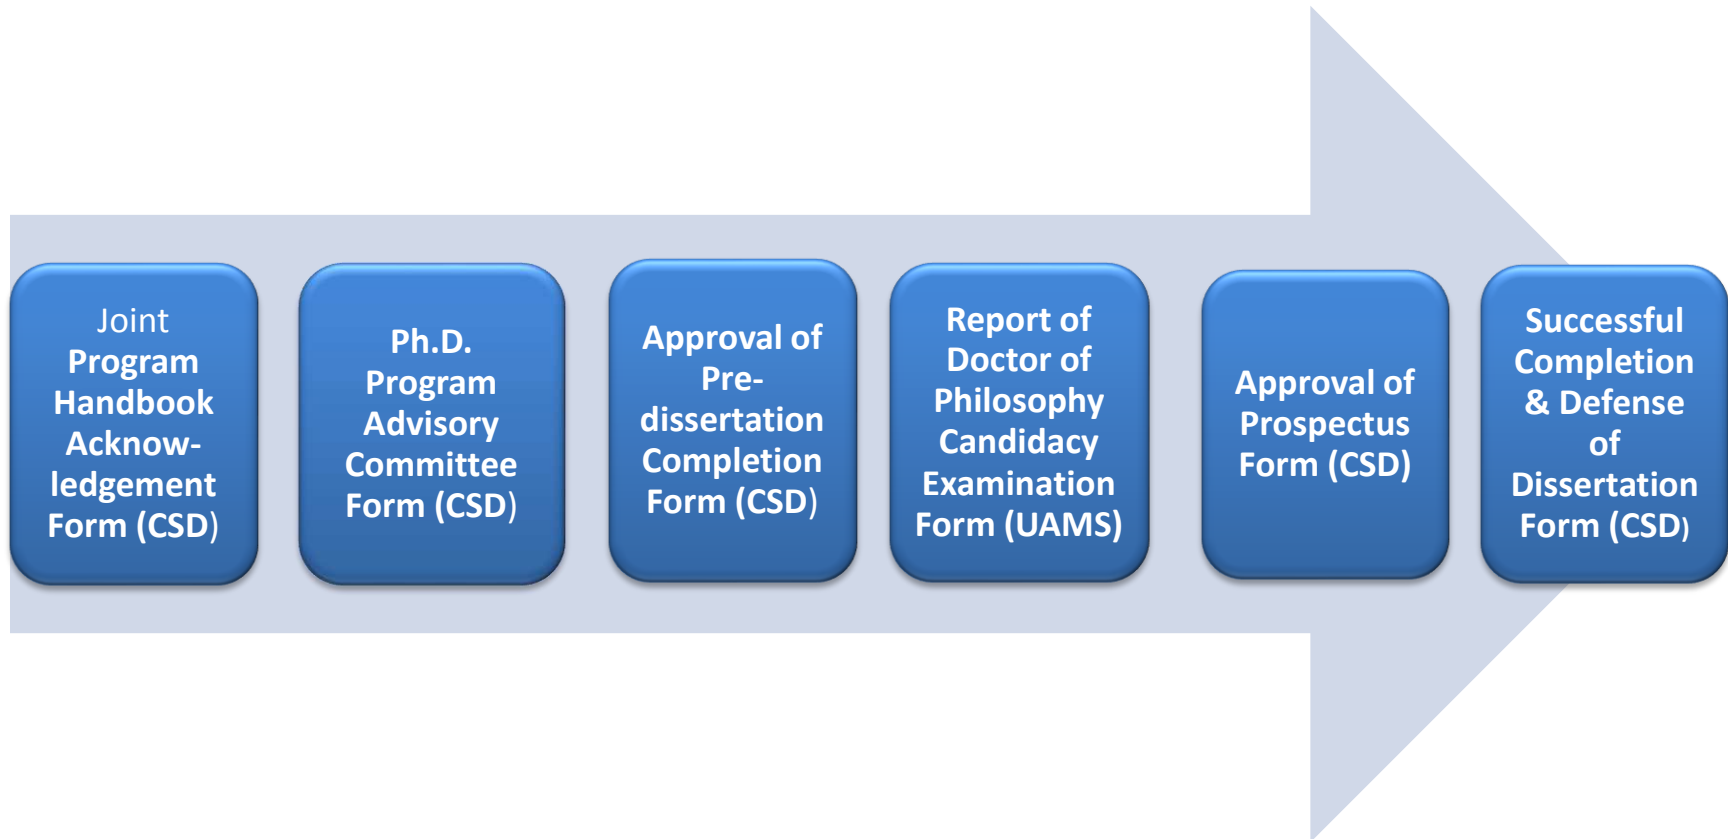 Joint
Program
Handbook
Acknow-
ledgement
Form (CSD)
Ph.D.
Program
Advisory
Committee
Form (CSD)
Approval of
Pre-
dissertation
Completion
Form (CSD)
Report of
Doctor of
Philosophy
Candidacy
Examination
Form (UAMS)
Approval of
Prospectus
Form (CSD)
Successful
Completion
& Defense
of
Dissertation
Form (CSD)